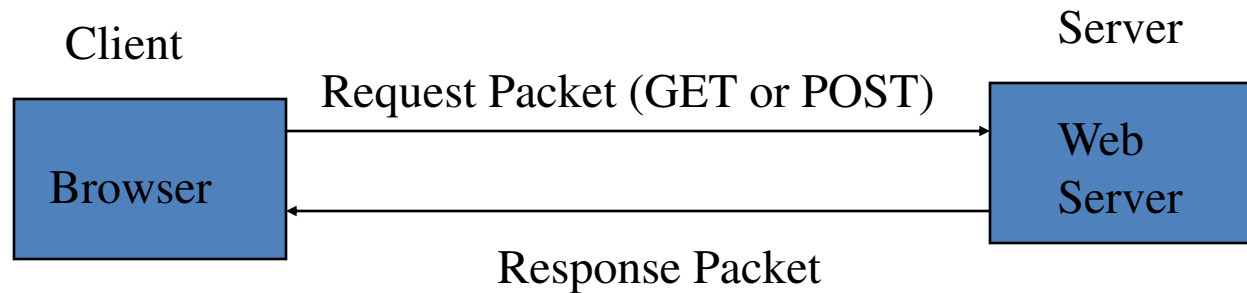 Client
Server
Request Packet (GET or POST)
Browser
Web
Server
Response Packet